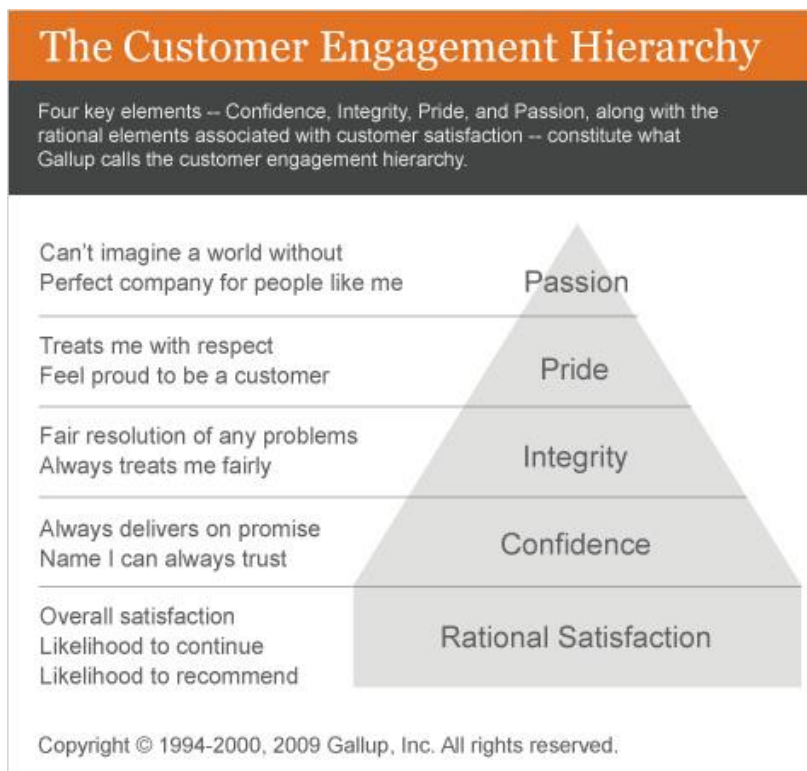 The Customer Engagement Hierarchy
Four key elements -- Confidence, Integrity, Pride, and Passion, along with the
rational elements associated with customer satisfaction -- constitute what
Gallup calls the customer engagement hierarchy.
Can't imagine a world without
Perfect company for people like me
Passion
Treats me with respect
Feel proud to be a customer
Pride
Fair resolution of any problems
Always treats me fairly
Integrity
Always delivers on promise
Name I can always trust
Confidence
Overall satisfaction
Likelihood to continue
Likelihood to recommend
Rational Satisfaction
Copyright © 1994-2000, 2009 Gallup, Inc. All rights reserved.